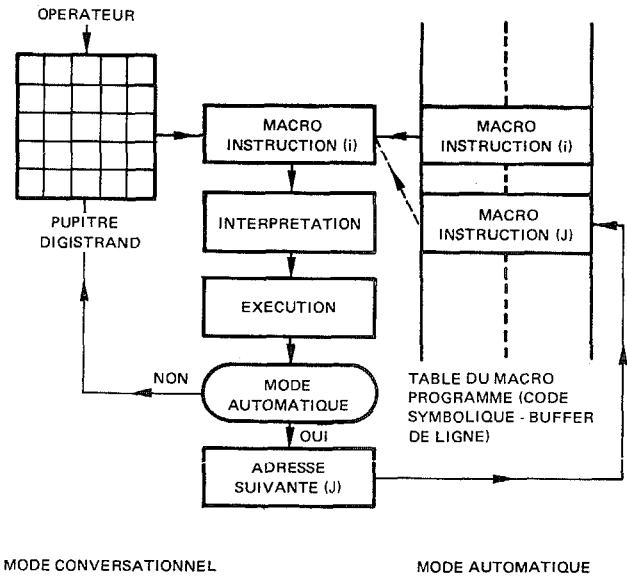 OPERATEUR
MACRO
INSTRUCTION (i)
MACRO
INSTRUCTION (i)
PUPITRE
DIGISTRAND
INTERPRETATION
MACRO
INSTRUCTION (J)
EXECUTION
NON
MODE
AUTOMATIQUE
OUI
TABLE DU MACRO
PROGRAMME (CODE
SYMBOLIQUE - BUFFER
DE LIGNE)
ADRESSE
SUIVANTE (J)
MODE CONVERSATIONNEL
MODE AUTOMATIQUE